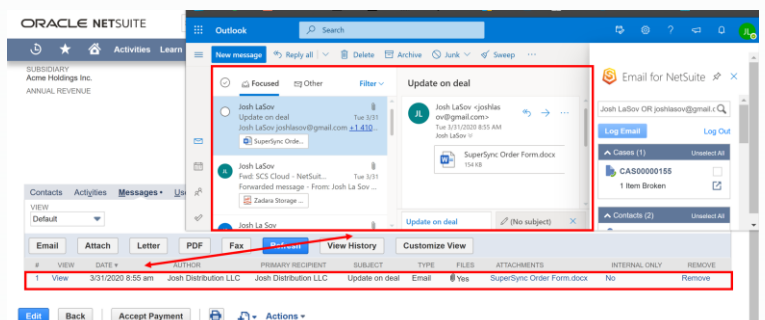 ORACLE NETSUITE
Outlook
Search
Activities Learn
New message
Reply all
Delete
Archive
Junk
Sweep
SUBSIDIARY
Acme Holdings Inc.
ANNUAL REVENUE
Focused
Other
Filter
Update on deal
Email for NetSuite
Josh LaSov
Update on deal Tue 3/31
Josh LaSov joshlasov@gmail.com +1 410...
SuperSync Orde...
JL
Josh LaSov <joshlas
ov@gmail.com>
Tue 3/31/2020 8:55 AM
Josh LaSov
SuperSync Order Form.docx
154 KB
Josh LaSov OR joshlasov@gmail.c
Log Email
Log Out
Cases (1) Unselect All
CAS00000155
1 Item Broken
JL
Josh LaSov
Fwd: SCS Cloud - NetSuit... Tue 3/31
Forwarded message - From: Josh La Sov ...
Zadara Storage ...
Josh La Sov
Update on deal
(No subject)
Contacts (2) Unselect All
Contacts Activities Messages
VIEW
Default
Email Attach Letter PDF Fax Refresh View History Customize View
# VIEW DATE AUTHOR PRIMARY RECIPIENT SUBJECT TYPE FILES ATTACHMENTS INTERNAL ONLY REMOVE
1 View 3/31/2020 8:55 am Josh Distribution LLC Josh Distribution LLC Update on deal Email Yes SuperSync Order Form.docx No Remove
Edit Back Accept Payment Actions